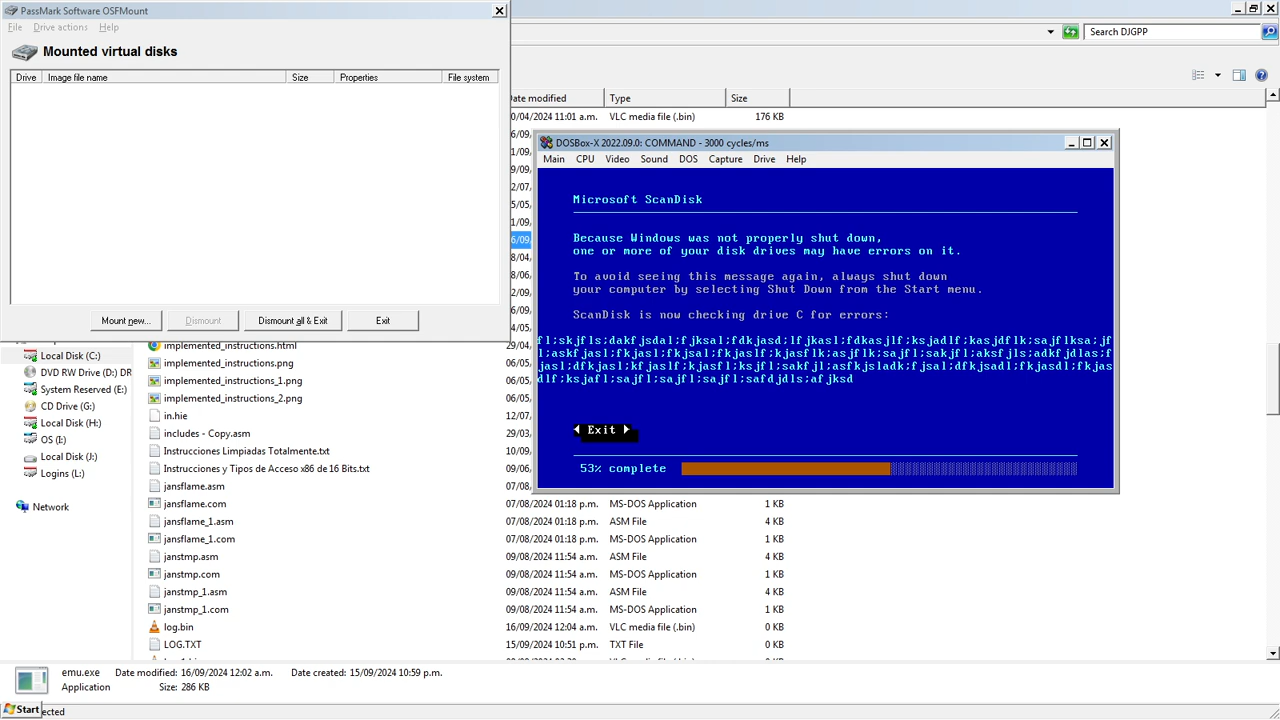 PassMark Software OSFMount
File Drive actions Help
Mounted virtual disks
Drive Image file name Size Properties File system
Mount new... Dismount Dismount all & Exit Exit
Search DJGPP
Date modified Type Size
0/04/2024 11:01 a.m. VLC media file (.bin) 176 KB
DOSBox-X 2022.09.0: COMMAND - 3000 cycles/ms
Main CPU Video Sound DOS Capture Drive Help
Microsoft ScanDisk
Because Windows was not properly shut down,
one or more of your disk drives may have errors on it.
To avoid seeing this message again, always shut down
your computer by selecting Shut Down from the Start menu.
ScanDisk is now checking drive C for errors:
Exit
53% complete
Local Disk (C:)
DVD RW Drive (D:) DR
System Reserved (E:)
CD Drive (G:)
Local Disk (H:)
OS (I:)
Local Disk (J:)
Logins (L:)
Network
implemented_instructions.html
implemented_instructions.png
implemented_instructions_1.png
implemented_instructions_2.png
in.hie
includes - Copy.asm
Instrucciones Limpiadas Totalmente.txt
Instrucciones y Tipos de Acceso x86 de 16 Bits.txt
jansflame.asm
jansflame.com 07/08/2024 01:18 p.m. MS-DOS Application 1 KB
jansflame_1.asm 07/08/2024 01:18 p.m. ASM File 4 KB
jansflame_1.com 07/08/2024 01:18 p.m. MS-DOS Application 1 KB
janstmp.asm 09/08/2024 11:54 a.m. ASM File 4 KB
janstmp.com 09/08/2024 11:54 a.m. MS-DOS Application 1 KB
janstmp_1.asm 09/08/2024 11:54 a.m. ASM File 4 KB
janstmp_1.com 09/08/2024 11:54 a.m. MS-DOS Application 1 KB
log.bin 16/09/2024 12:04 a.m. VLC media file (.bin) 0 KB
LOG.TXT 15/09/2024 10:51 p.m. TXT File 0 KB
emu.exe Date modified: 16/09/2024 12:02 a.m. Date created: 15/09/2024 10:59 p.m.
Application Size: 286 KB
Start ected